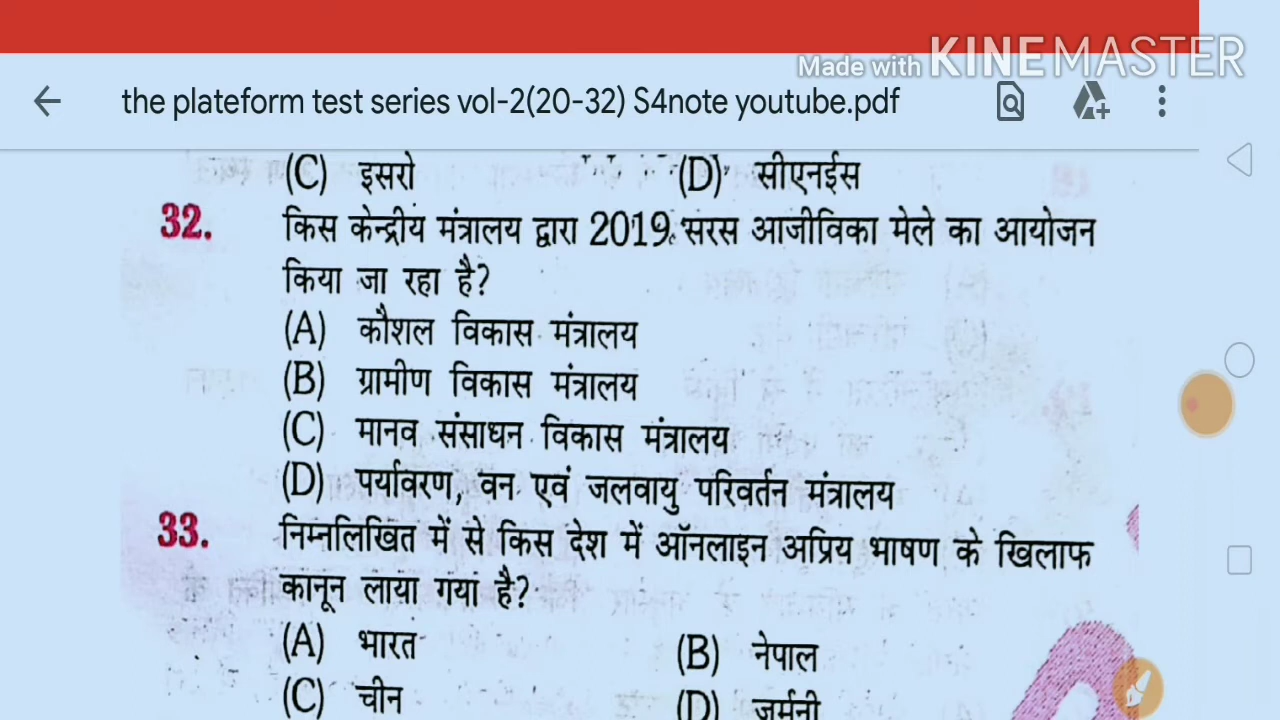 Made with KINEMASTER
the plateform test series vol-2(20-32) S4note youtube.pdf
(C) इसरो (D) सीएनईस
32. किस केन्द्रीय मंत्रालय द्वारा 2019 सरस आजीविका मेले का आयोजन
किया जा रहा है?
(A) कौशल विकास मंत्रालय
(B) ग्रामीण विकास मंत्रालय
(C) मानव संसाधन विकास मंत्रालय
(D) पर्यावरण, वन एवं जलवायु परिवर्तन मंत्रालय
33. निम्नलिखित में से किस देश में ऑनलाइन अप्रिय भाषण के खिलाफ
कानून लाया गया है?
(A) भारत (B) नेपाल
(C) चीन (D) जर्मनी